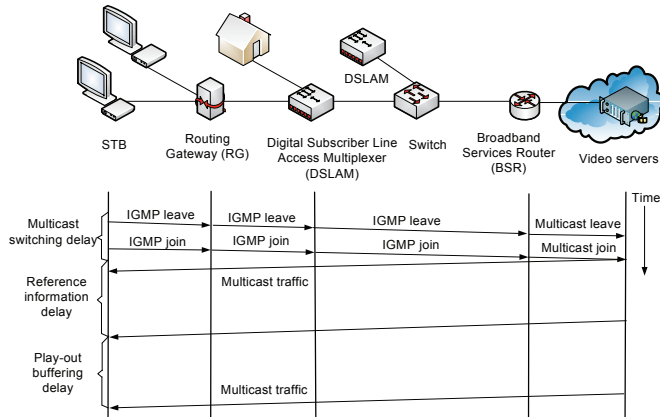 DSLAM
STB
Routing
Gateway (RG)
Digital Subscriber Line
Access Multiplexer
(DSLAM)
Switch
Broadband
Services Router
(BSR)
Video servers
Time
Multicast
switching delay
IGMP leave
IGMP leave
IGMP leave
Multicast leave
IGMP join
IGMP join
IGMP join
Multicast join
Reference
information
delay
Multicast traffic
Play-out
buffering
delay
Multicast traffic